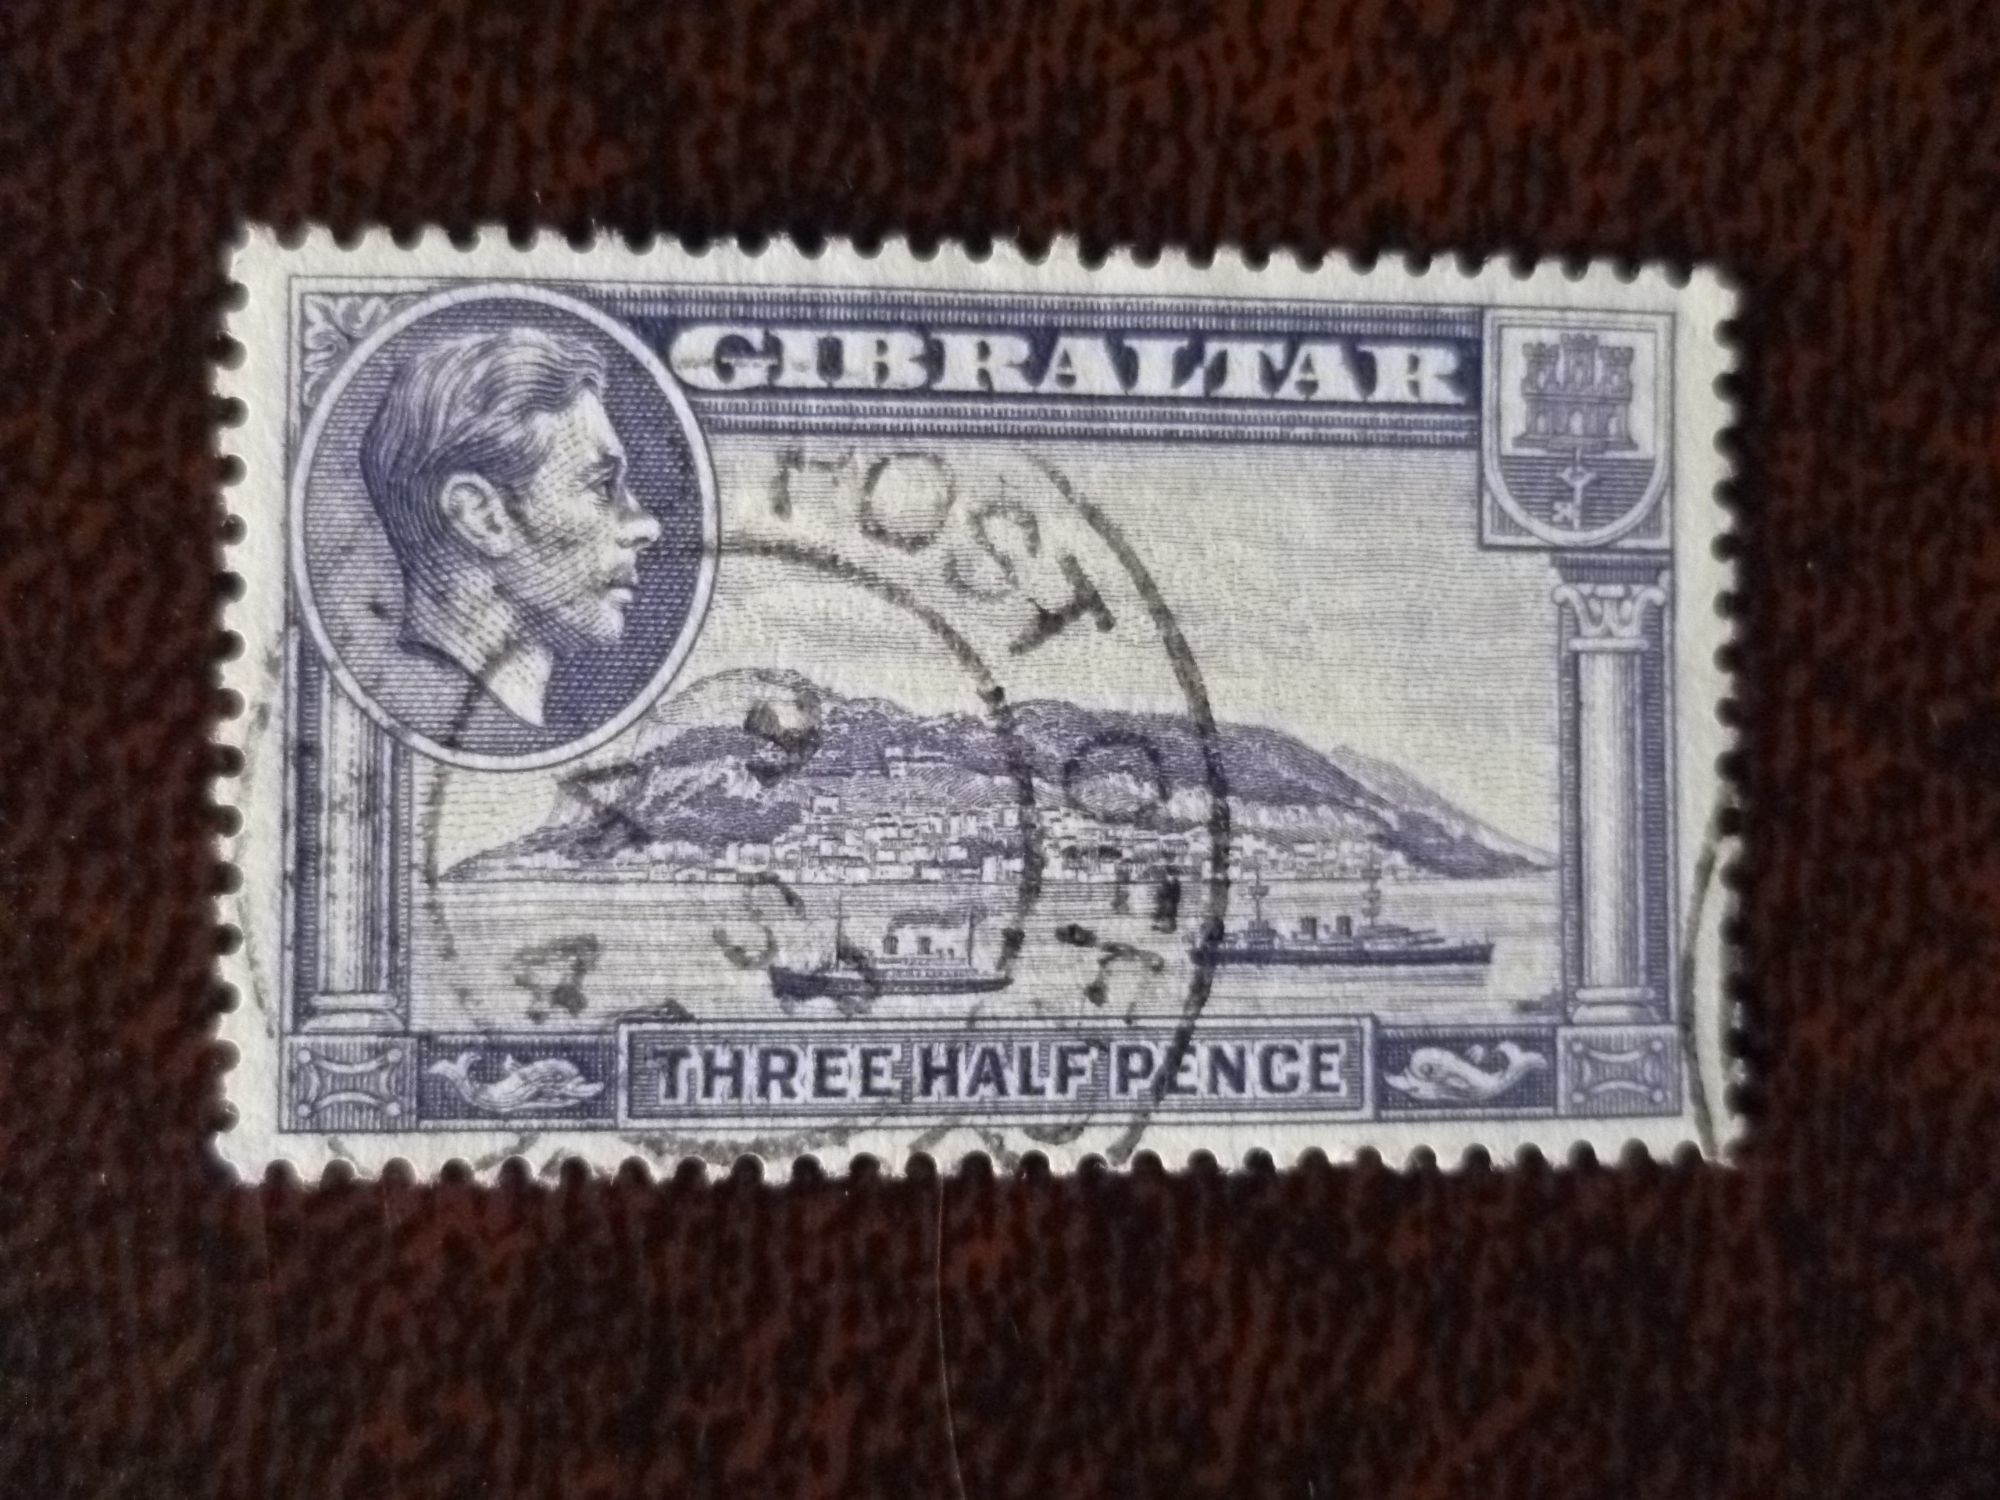 GIBRALTAR
POST
THREE HALF PENCE